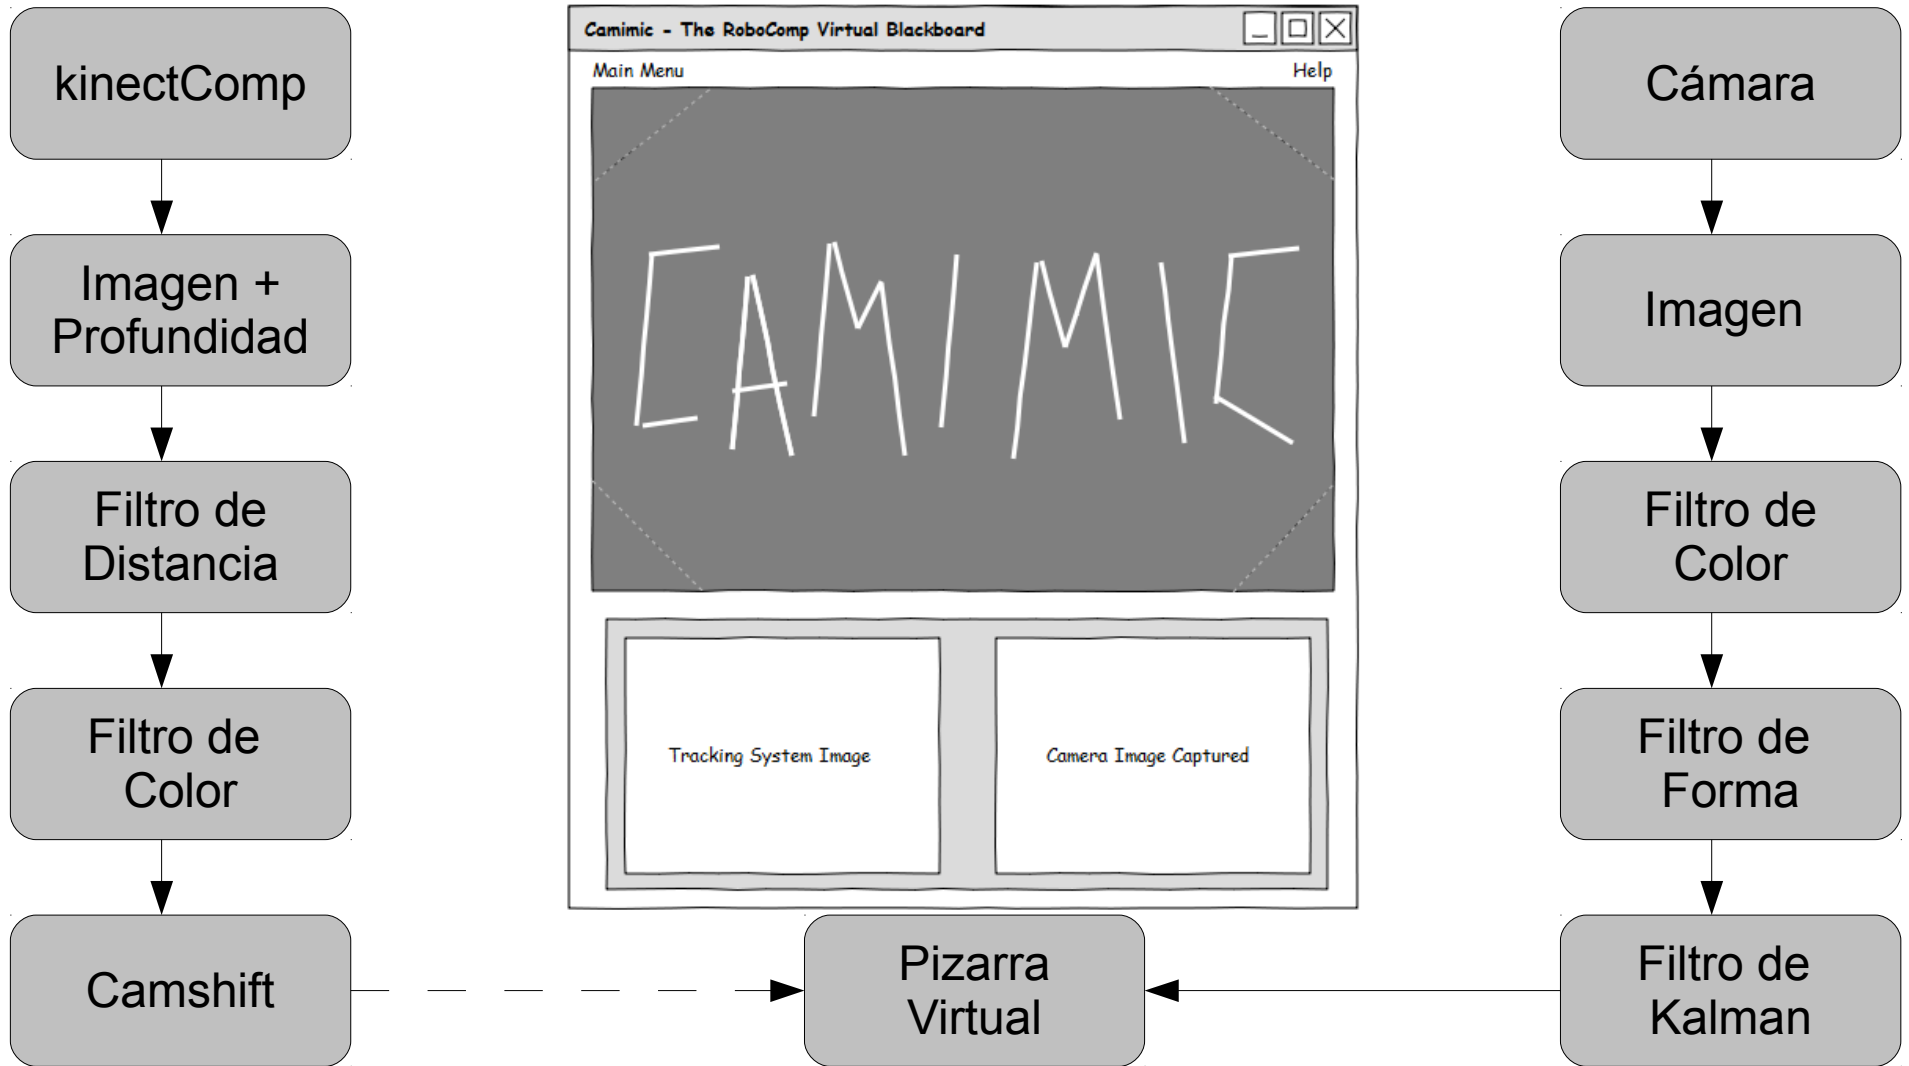 kinectComp
Imagen +
Profundidad
Filtro de
Distancia
Filtro de
Color
Camshift
Camimic - The RoboComp Virtual Blackboard
Main Menu
Help
CAMIMIC
Tracking System Image
Camera Image Captured
Pizarra
Virtual
Cámara
Imagen
Filtro de
Color
Filtro de
Forma
Filtro de
Kalman